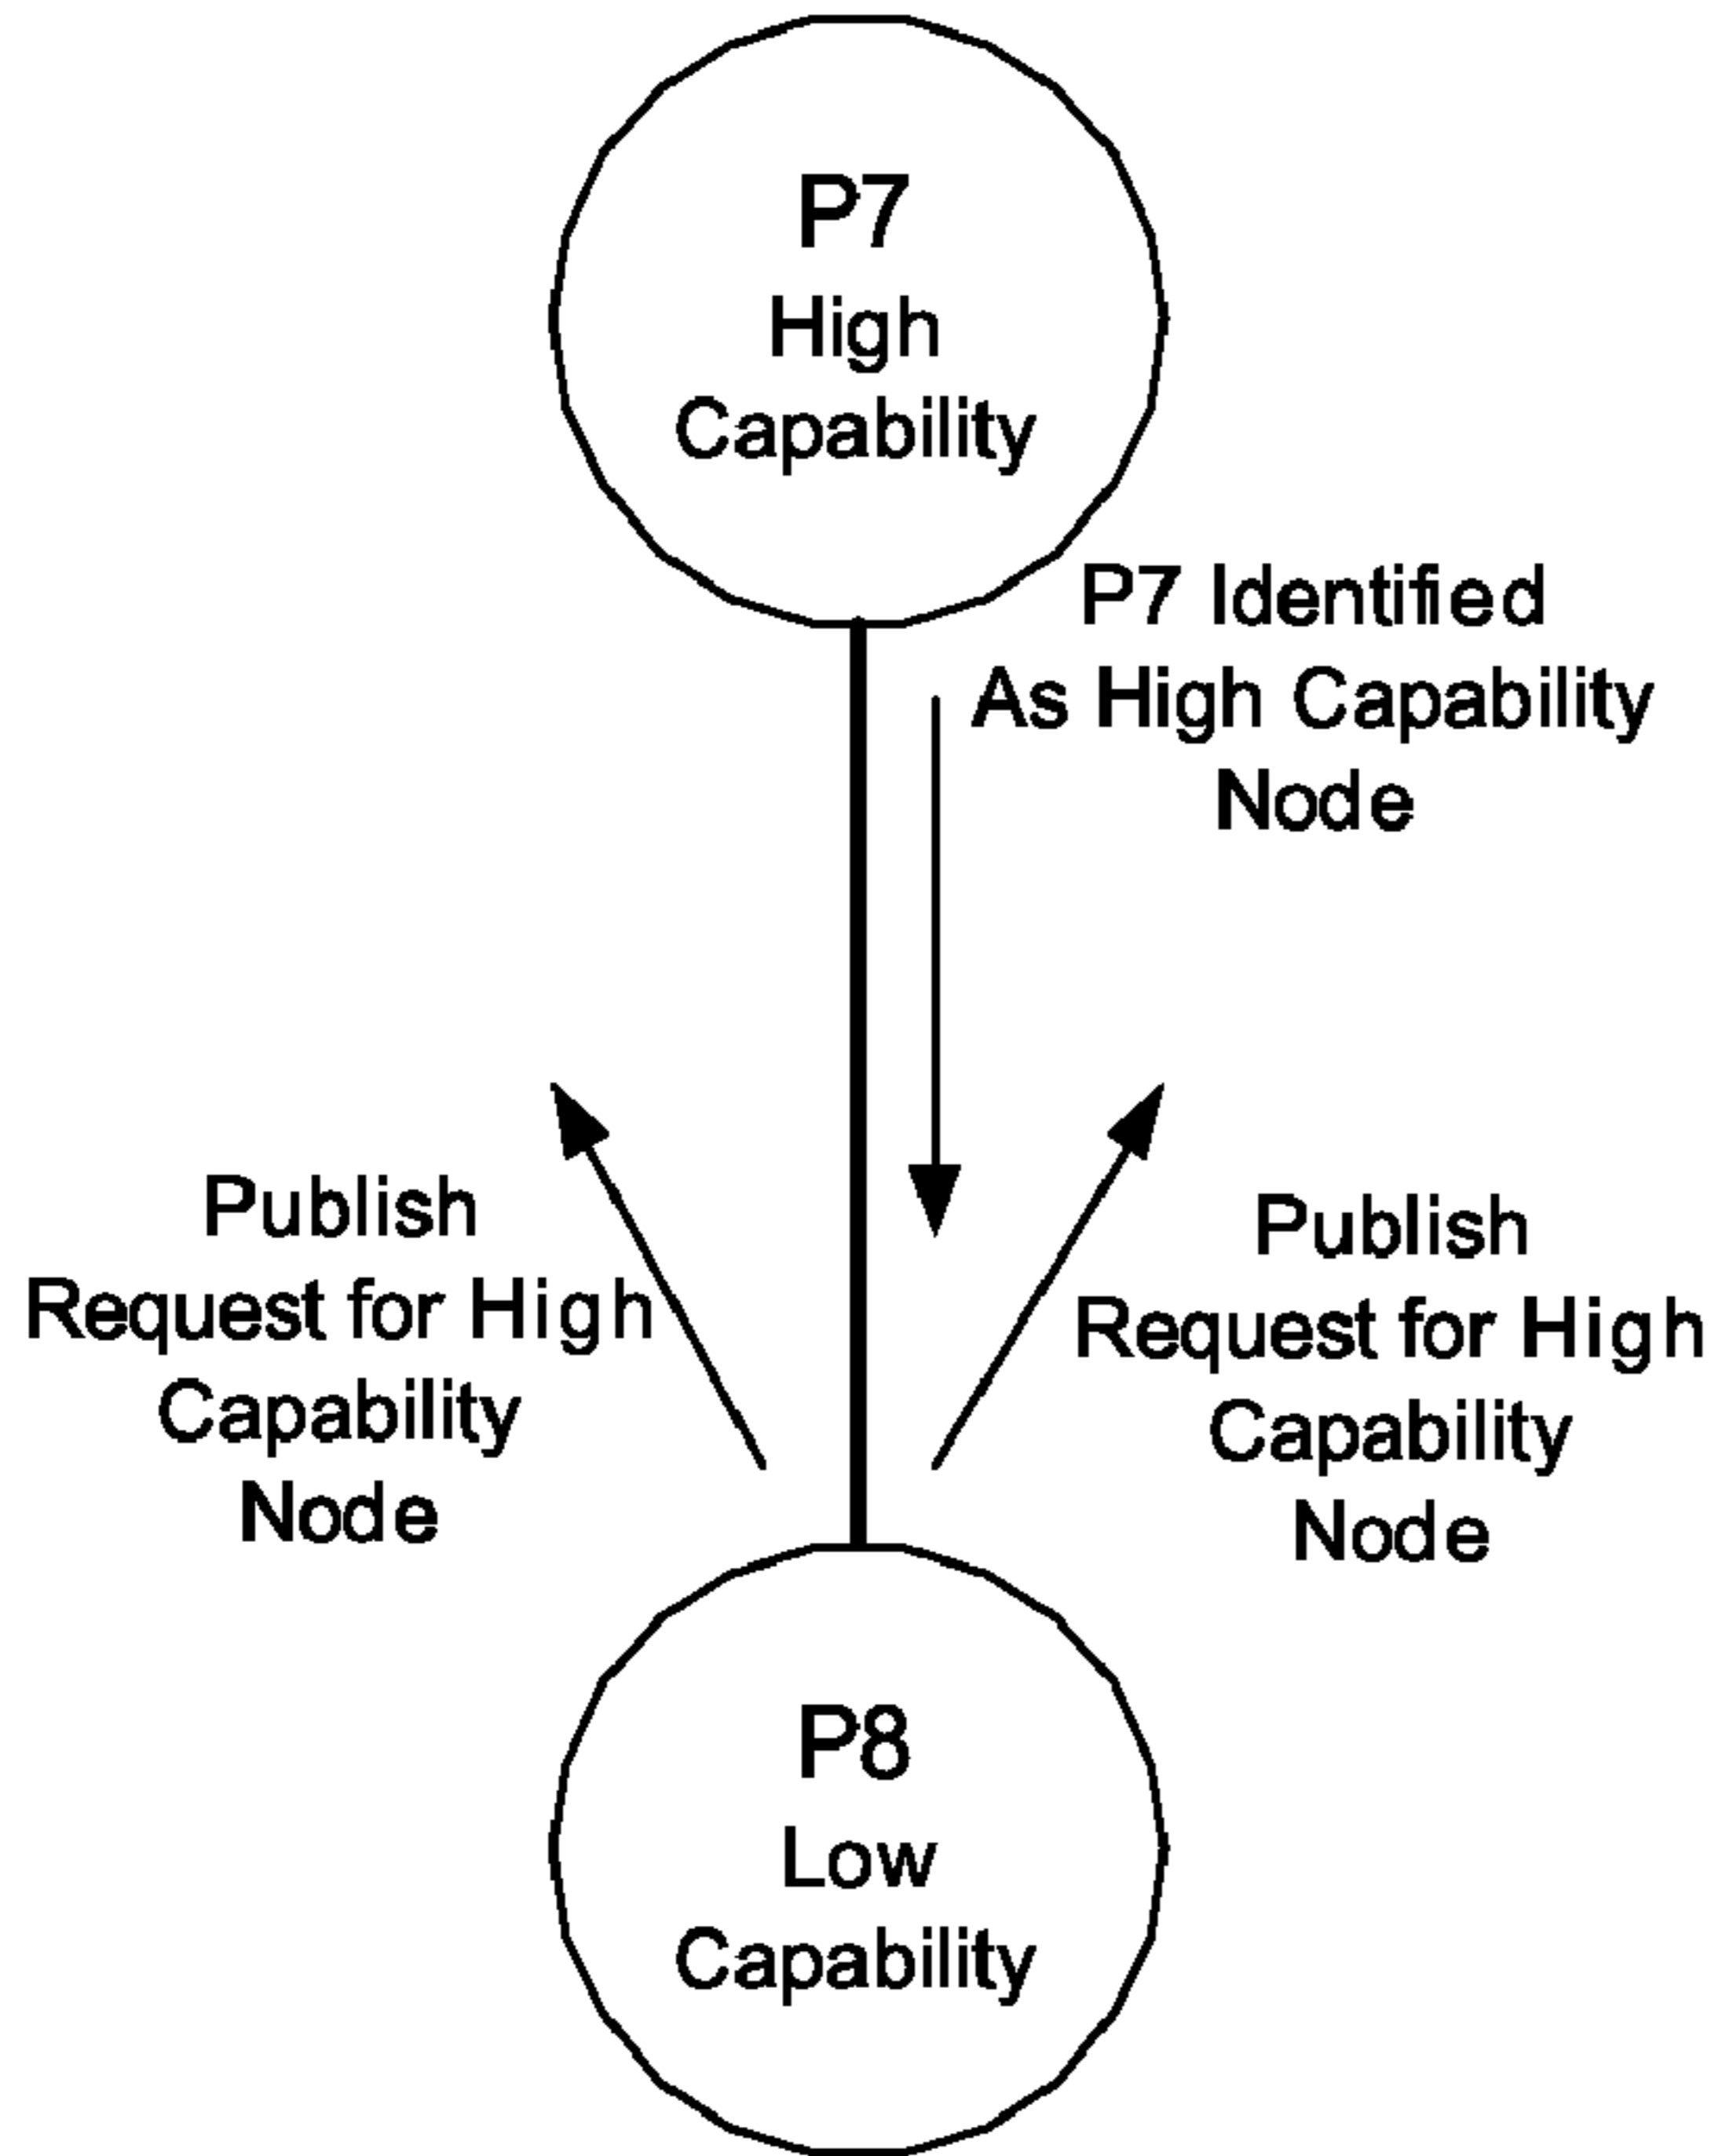 P7
High
Capability
P7 Identified
As High Capability
Node
Publish
Request for High
Capability
Node
Publish
Request for High
Capability
Node
P8
Low
Capability